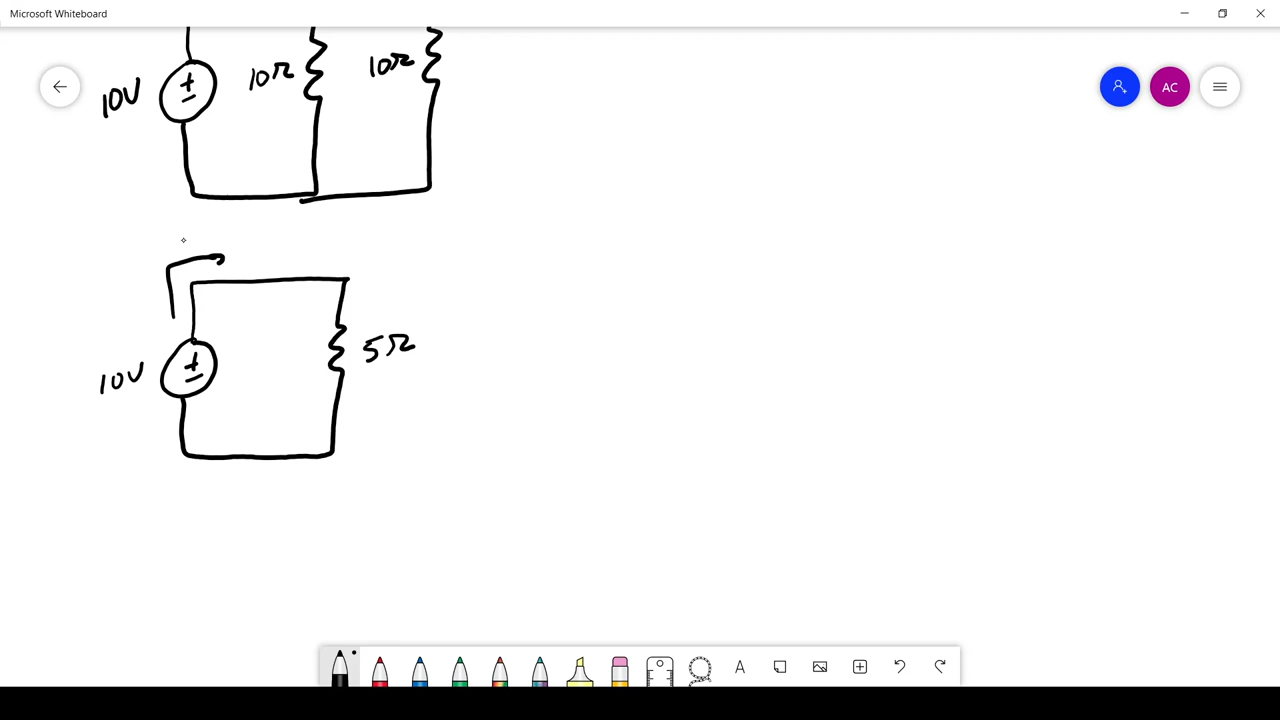 Microsoft Whiteboard
AC
10V
10Ω
10Ω
10V
5Ω
A